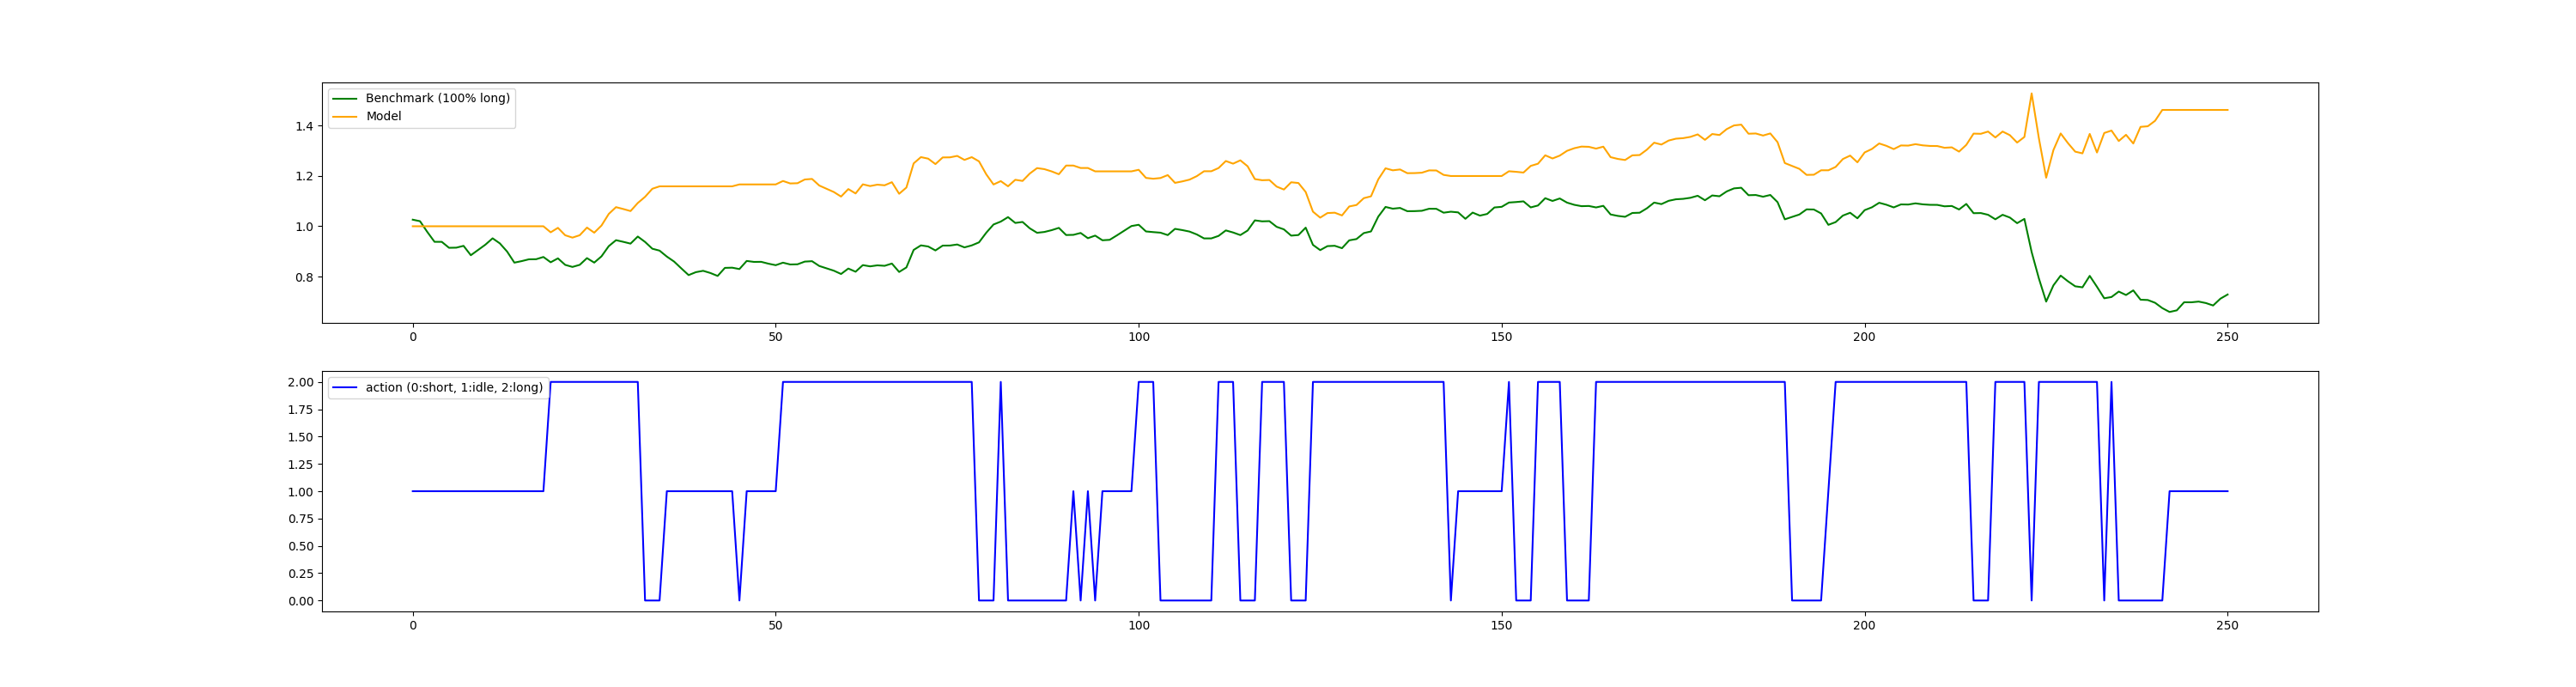 Benchmark (100% long)
Model
1.4
1.2
1.0
0.8
0 50 100 150 200 250
action (0:short, 1:idle, 2:long)
2.00
1.75
1.50
1.25
1.00
0.75
0.50
0.25
0.00
0 50 100 150 200 250